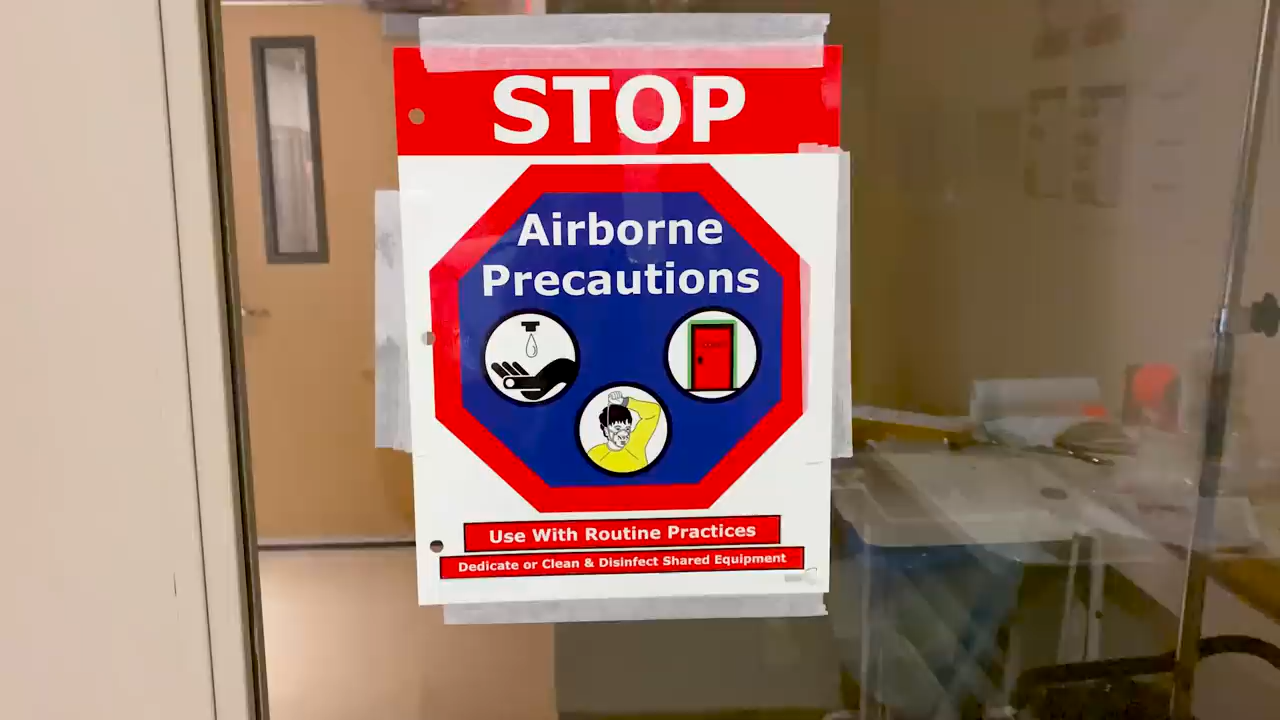 STOP
Airborne
Precautions
Use With Routine Practices
Dedicate or Clean & Disinfect Shared Equipment